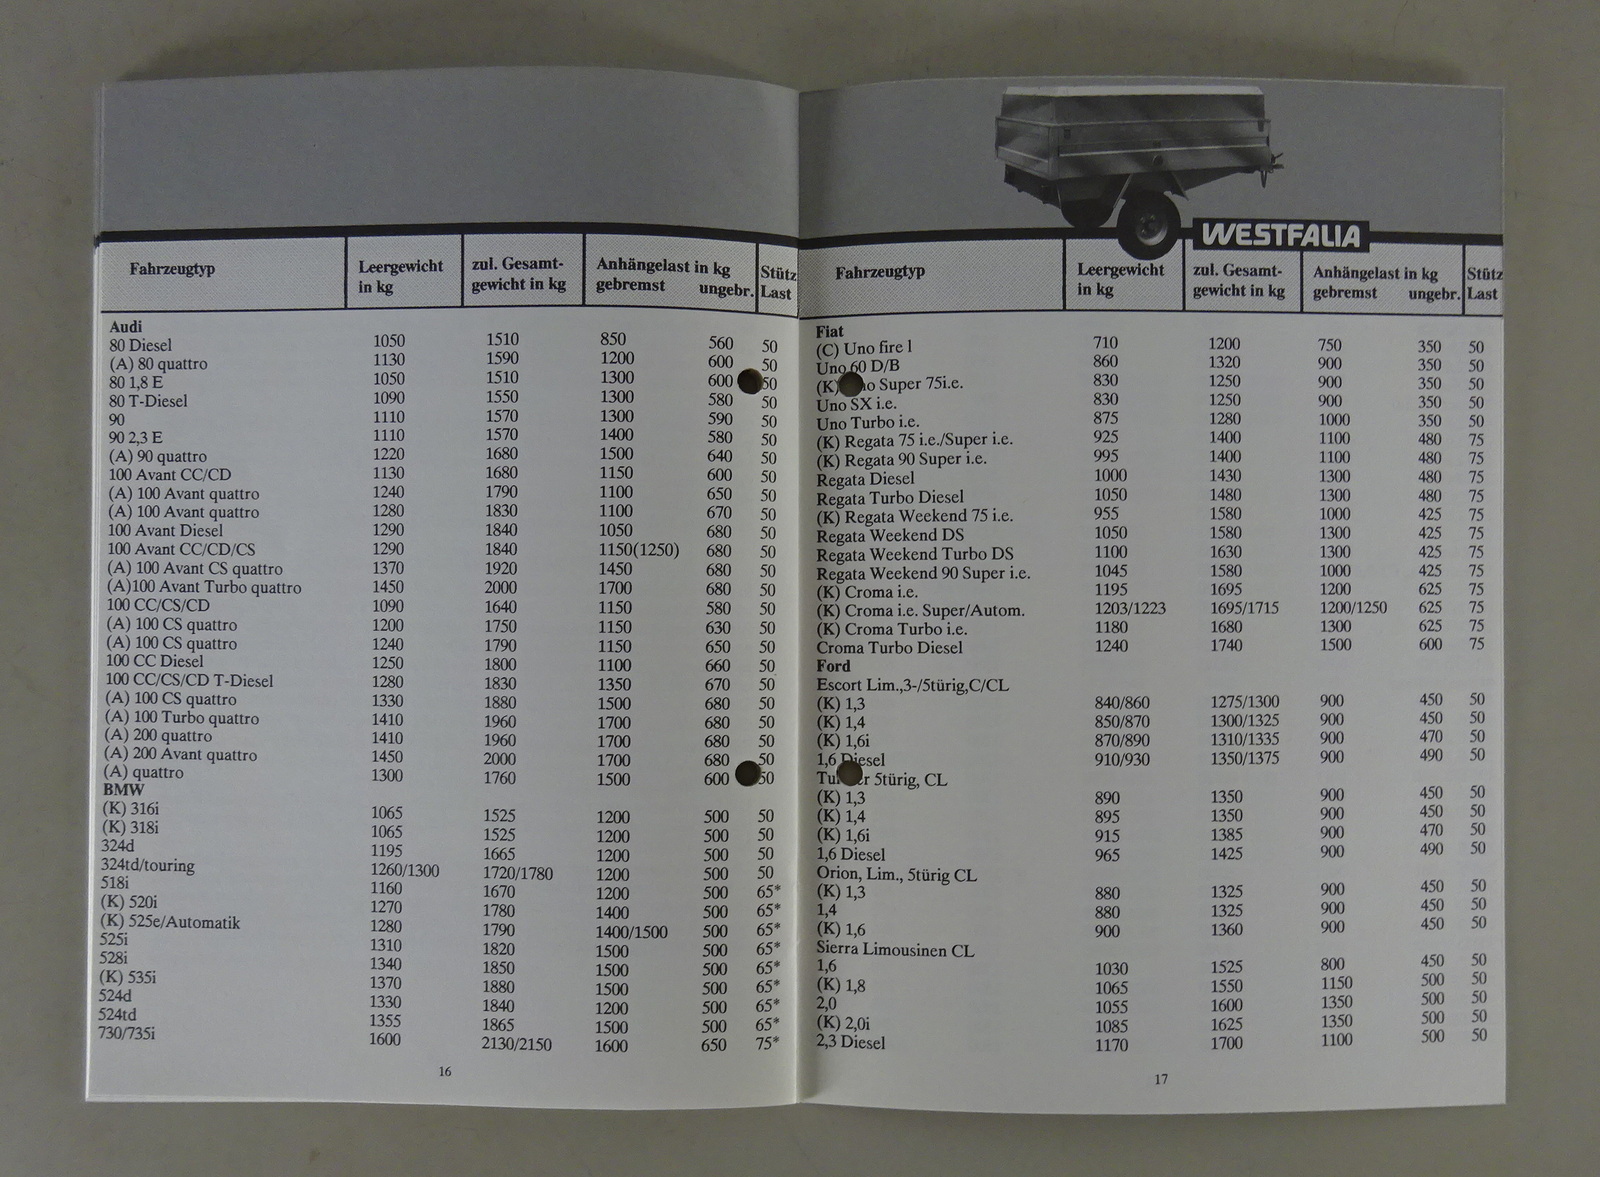 Fahrzeugtyp Leergewicht in kg zul. Gesamt- gewicht in kg Anhängelast in kg gebremst ungebr. Stütz Last
Audi
80 Diesel 1050 1510 850 560 50
(A) 80 quattro 1130 1590 1200 600 50
80 1,8 E 1050 1510 1300 600 50
80 T-Diesel 1090 1550 1300 580 50
90 1110 1570 1300 590 50
90 2,3 E 1110 1570 1400 580 50
(A) 90 quattro 1220 1680 1500 640 50
100 Avant CC/CD 1130 1680 1150 600 50
(A) 100 Avant quattro 1240 1790 1100 650 50
(A) 100 Avant quattro 1280 1830 1100 670 50
100 Avant Diesel 1290 1840 1050 680 50
100 Avant CC/CD/CS 1290 1840 1150(1250) 680 50
(A) 100 Avant CS quattro 1370 1920 1450 680 50
(A)100 Avant Turbo quattro 1450 2000 1700 680 50
100 CC/CS/CD 1090 1640 1150 580 50
(A) 100 CS quattro 1200 1750 1150 630 50
(A) 100 CS quattro 1240 1790 1150 650 50
100 CC Diesel 1250 1800 1100 660 50
100 CC/CS/CD T-Diesel 1280 1830 1350 670 50
(A) 100 CS quattro 1330 1880 1500 680 50
(A) 100 Turbo quattro 1410 1960 1700 680 50
(A) 200 quattro 1410 1960 1700 680 50
(A) 200 Avant quattro 1450 2000 1700 680 50
(A) quattro 1300 1760 1500 600 50
BMW
(K) 316i 1065 1525 1200 500 50
(K) 318i 1065 1525 1200 500 50
324d 1195 1665 1200 500 50
324td/touring 1260/1300 1720/1780 1200 500 50
518i 1160 1670 1200 500 65*
(K) 520i 1270 1780 1400 500 65*
(K) 525e/Automatik 1280 1790 1400/1500 500 65*
525i 1310 1820 1500 500 65*
528i 1340 1850 1500 500 65*
(K) 535i 1370 1880 1500 500 65*
524d 1330 1840 1200 500 65*
524td 1355 1865 1500 500 65*
730/735i 1600 2130/2150 1600 650 75*
16
WESTFALIA
Fahrzeugtyp Leergewicht in kg zul. Gesamt- gewicht in kg Anhängelast in kg gebremst ungebr. Stütz Last
Fiat
(C) Uno fire l 710 1200 750 350 50
Uno 60 D/B 860 1320 900 350 50
(K) Uno Super 75i.e. 830 1250 900 350 50
Uno SX i.e. 830 1250 900 350 50
Uno Turbo i.e. 875 1280 1000 350 50
(K) Regata 75 i.e./Super i.e. 925 1400 1100 480 75
(K) Regata 90 Super i.e. 995 1400 1100 480 75
Regata Diesel 1000 1430 1300 480 75
Regata Turbo Diesel 1050 1480 1300 480 75
(K) Regata Weekend 75 i.e. 955 1580 1000 425 75
Regata Weekend DS 1050 1580 1300 425 75
Regata Weekend Turbo DS 1100 1630 1300 425 75
Regata Weekend 90 Super i.e. 1045 1580 1000 425 75
(K) Croma i.e. 1195 1695 1200 625 75
(K) Croma i.e. Super/Autom. 1203/1223 1695/1715 1200/1250 625 75
(K) Croma Turbo i.e. 1180 1680 1300 625 75
Croma Turbo Diesel 1240 1740 1500 600 75
Ford
Escort Lim.,3-/5türig,C/CL
(K) 1,3 840/860 1275/1300 900 450 50
(K) 1,4 850/870 1300/1325 900 450 50
(K) 1,6i 870/890 1310/1335 900 470 50
1,6 Diesel 910/930 1350/1375 900 490 50
5türig, CL
(K) 1,3 890 1350 900 450 50
(K) 1,4 895 1350 900 450 50
(K) 1,6i 915 1385 900 470 50
1,6 Diesel 965 1425 900 490 50
Orion, Lim., 5türig CL
(K) 1,3 880 1325 900 450 50
1,4 880 1325 900 450 50
(K) 1,6 900 1360 900 450 50
Sierra Limousinen CL
1,6 1030 1525 800 450 50
(K) 1,8 1065 1550 1150 500 50
2,0 1055 1600 1350 500 50
(K) 2,0i 1085 1625 1350 500 50
2,3 Diesel 1170 1700 1100 500 50
17